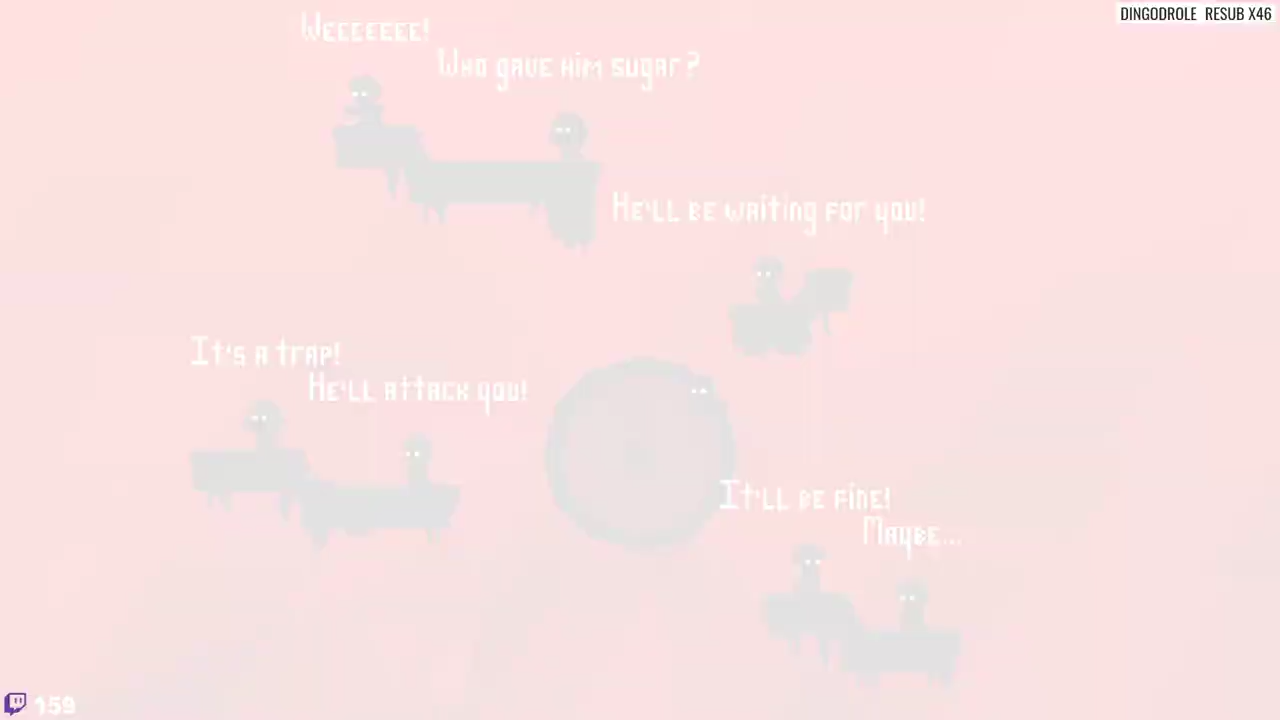 DINGODROLE RESUB X46
Weeeeeee!
Who gave him sugar?
He'll be waiting for you!
It's a trap!
He'll attack you!
It'll be fine!
Maybe...
159